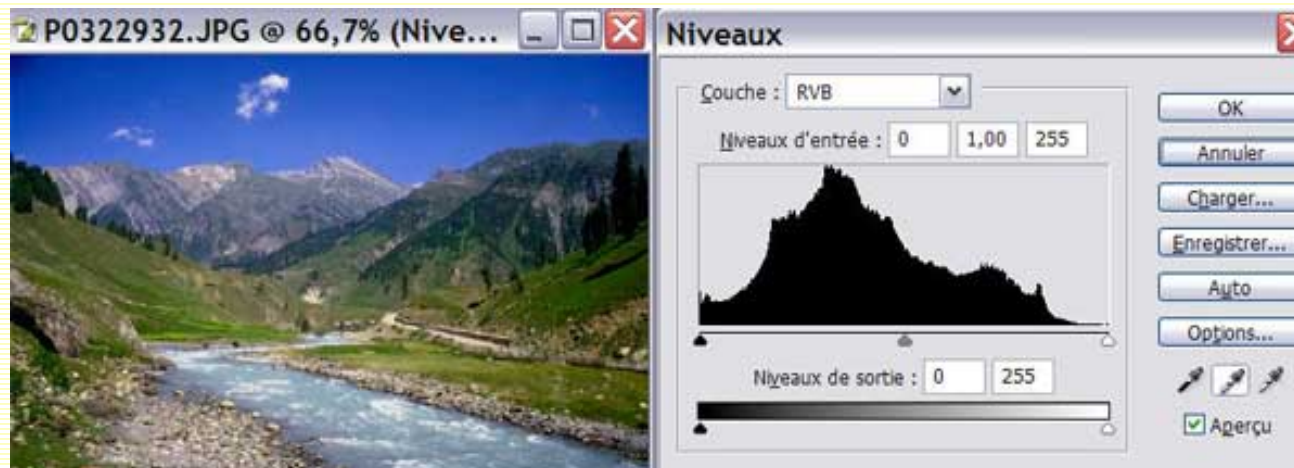 P0322932.JPG @ 66,7% (Nive...
Niveaux
Couche : RVB
Niveaux d'entrée : 0 1,00 255
OK
Annuler
Charger...
Enregistrer...
Auto
Options...
Niveaux de sortie : 0 255
Aperçu